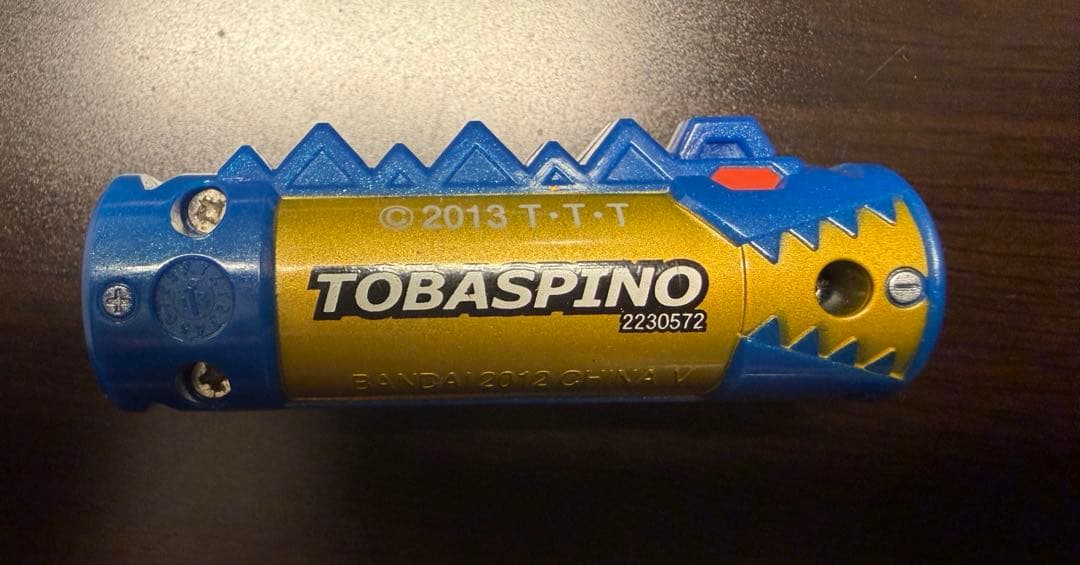 © 2013 T・T・T
TOBASPINO
2230572
BANDAI 2012 CHINA V